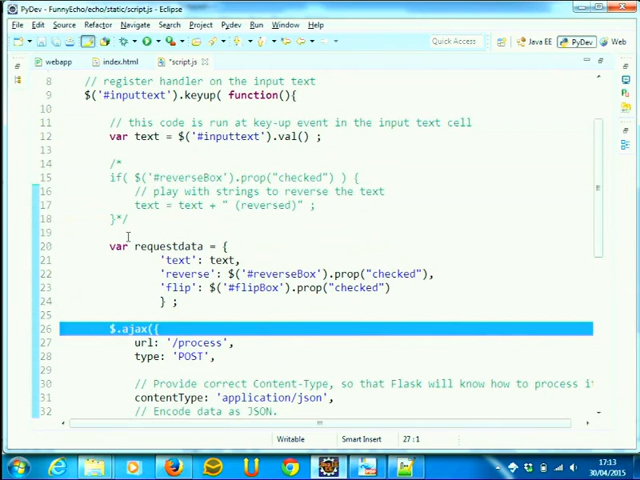 PyDev - FunnyEcho/echo/static/script.js - Eclipse
File Edit Source Refactor Navigate Search Project Pydev Run Window Help
Quick Access Java EE PyDev Web
webapp index.html *script.js
8 // register handler on the input text
9 $('#inputtext').keyup( function(){
10
11 // this code is run at key-up event in the input text cell
12 var text = $('#inputtext').val() ;
13
14 /*
15 if( $('#reverseBox').prop("checked") ) {
16 // play with strings to reverse the text
17 text = text + " (reversed)" ;
18 }*/
19
20 var requestdata = {
21 'text': text,
22 'reverse': $('#reverseBox').prop("checked"),
23 'flip': $('#flipBox').prop("checked")
24 } ;
25
26 $.ajax({
27 url: '/process',
28 type: 'POST',
29
30 // Provide correct Content-Type, so that Flask will know how to process it
31 contentType: 'application/json',
32 // Encode data as JSON.
Writable Smart Insert 27 : 1
17:13
30/04/2015